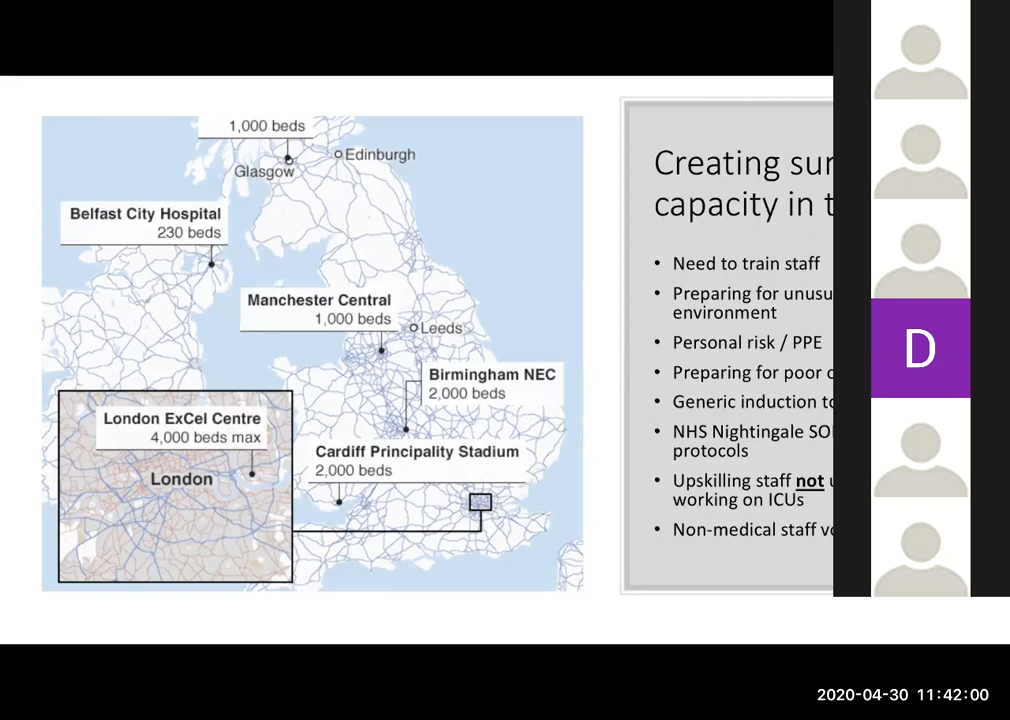 1,000 beds
Edinburgh
Glasgow
Belfast City Hospital
230 beds
Manchester Central
1,000 beds
Leeds
Birmingham NEC
2,000 beds
London ExCel Centre
4,000 beds max
London
Cardiff Principality Stadium
2,000 beds
Creating sur
capacity in t
• Need to train staff
• Preparing for unusu
environment
• Personal risk / PPE
• Preparing for poor
• Generic induction to
• NHS Nightingale SO
protocols
• Upskilling staff not u
working on ICUs
• Non-medical staff vo
D
2020-04-30 11:42:00